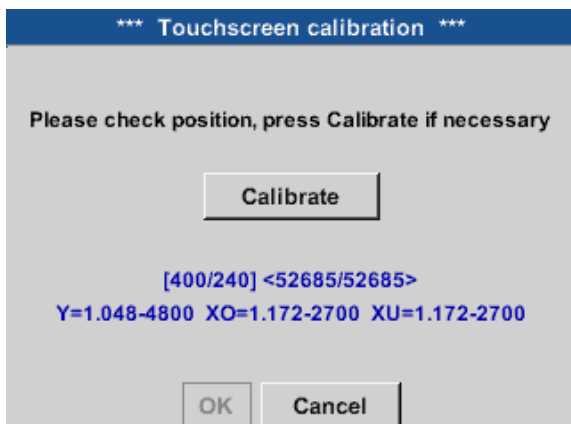 *** Touchscreen calibration ***
Please check position, press Calibrate if necessary
Calibrate
[400/240] <52685/52685>
Y=1.048-4800 XO=1.172-2700 XU=1.172-2700
OK Cancel